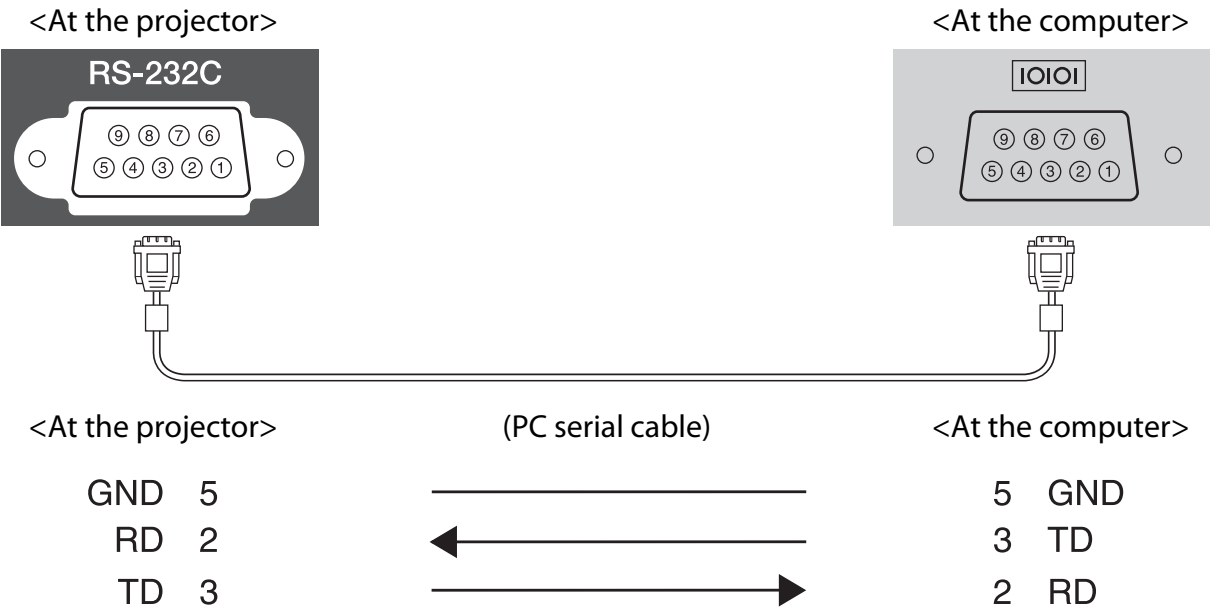 <At the projector> <At the computer>
RS-232C IOIOI
9 8 7 6 9 8 7 6
5 4 3 2 1 5 4 3 2 1
<At the projector> (PC serial cable) <At the computer>
GND 5 5 GND
RD 2 3 TD
TD 3 2 RD